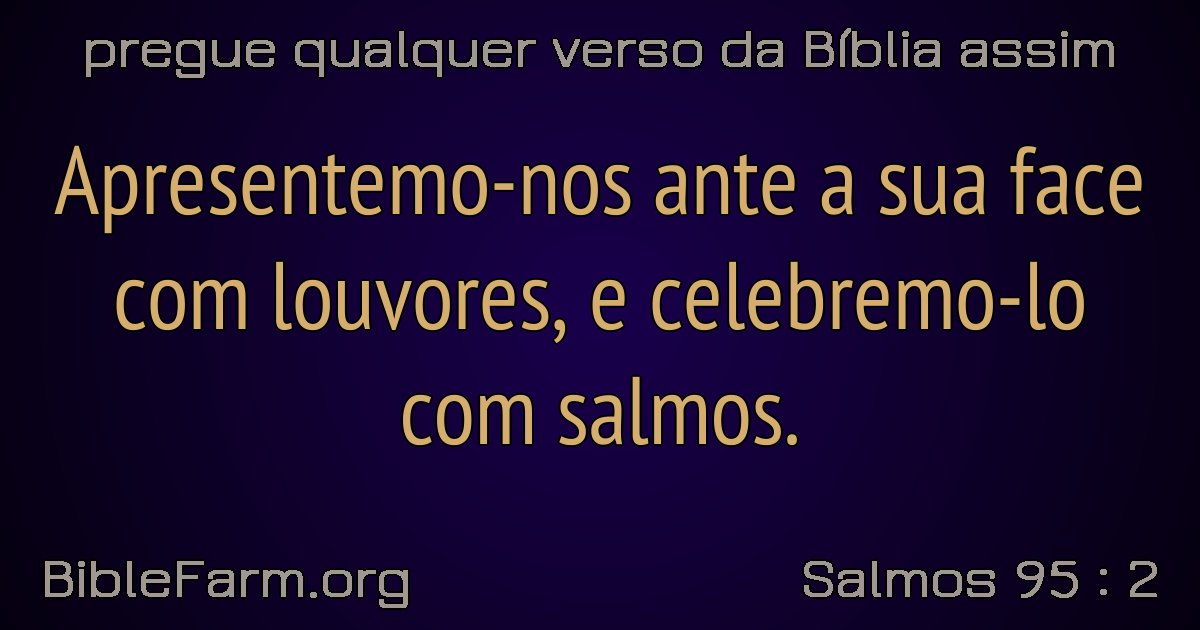 pregue qualquer verso da Bíblia assim
Apresentemo-nos ante a sua face
com louvores, e celebremo-lo
com salmos.
BibleFarm.org
Salmos 95 : 2